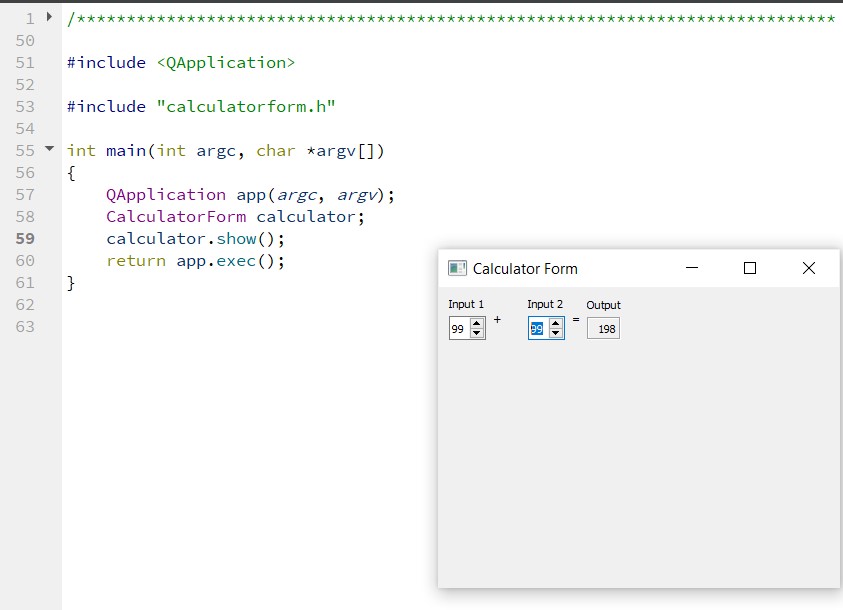 1 /****************************************************************************
50
51 #include <QApplication>
52
53 #include "calculatorform.h"
54
55 int main(int argc, char *argv[])
56 {
57     QApplication app(argc, argv);
58     CalculatorForm calculator;
59     calculator.show();
60     return app.exec();
61 }
62
63
Calculator Form
Input 1 Input 2 Output
99 + 99 = 198